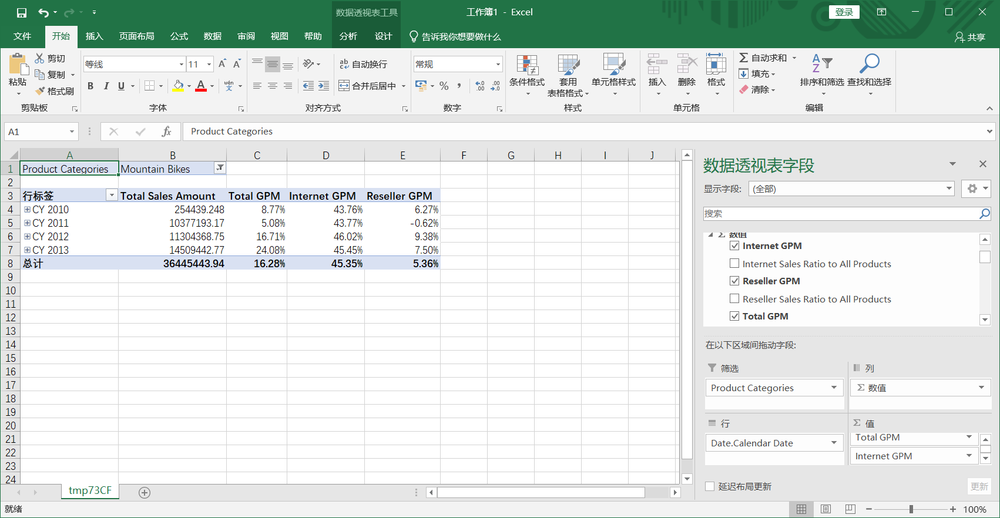 数据透视表工具
工作簿1 - Excel
登录
文件
开始
插入
页面布局
公式
数据
审阅
视图
帮助
分析
设计
告诉我你想要做什么
共享
粘贴
剪切
复制
格式刷
剪贴板
等线
11
A A
B I U
A
wén
文
字体
ab 自动换行
合并后居中
对齐方式
常规
%
,
.0
.00
.00
.0
数字
条件格式
套用
表格格式
单元格样式
样式
插入
删除
格式
单元格
Σ 自动求和
填充
清除
A
Z
排序和筛选
查找和选择
编辑
A1
fx
Product Categories
A B C D E F G H I J
1 Product Categories Mountain Bikes
2
3 行标签 Total Sales Amount Total GPM Internet GPM Reseller GPM
4 CY 2010 254439.248 8.77% 43.76% 6.27%
5 CY 2011 10377193.17 5.08% 43.77% -0.62%
6 CY 2012 11304368.75 16.71% 46.02% 9.38%
7 CY 2013 14509442.77 24.08% 45.45% 7.50%
8 总计 36445443.94 16.28% 45.35% 5.36%
9
10
11
12
13
14
15
16
17
18
19
20
21
22
23
24
数据透视表字段
显示字段: (全部)
搜索
Σ 数值
Internet GPM
Internet Sales Ratio to All Products
Reseller GPM
Reseller Sales Ratio to All Products
Total GPM
在以下区域间拖动字段:
筛选
Product Categories
列
Σ 数值
行
Date.Calendar Date
Σ 值
Total GPM
Internet GPM
延迟布局更新
更新
tmp73CF
就绪
100%